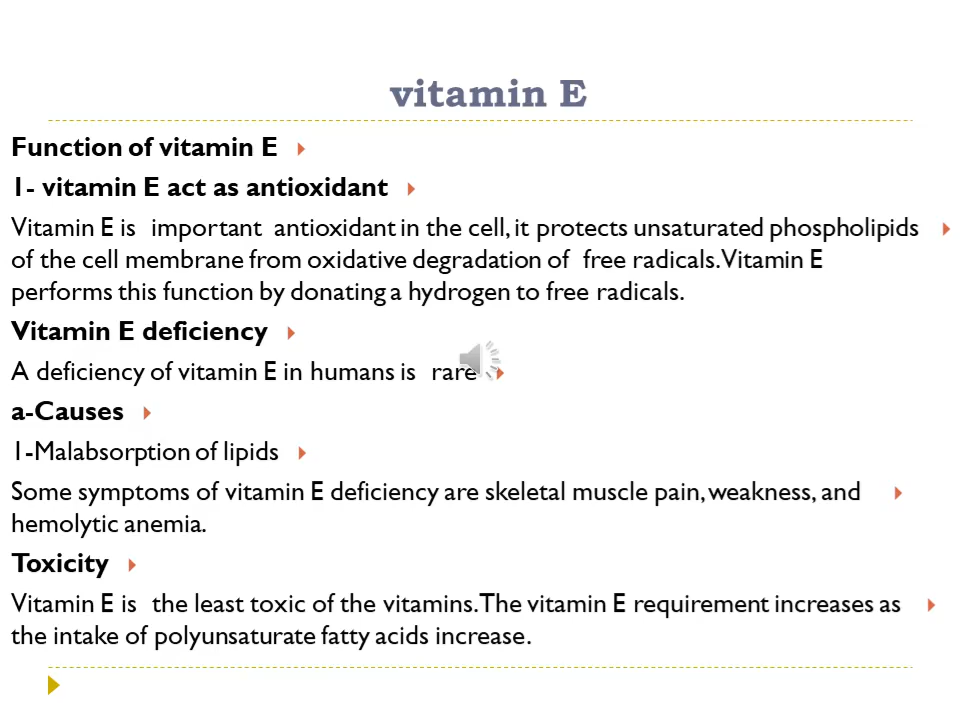 vitamin E
Function of vitamin E
1- vitamin E act as antioxidant
Vitamin E is important antioxidant in the cell, it protects unsaturated phospholipids
of the cell membrane from oxidative degradation of free radicals. Vitamin E
performs this function by donating a hydrogen to free radicals.
Vitamin E deficiency
A deficiency of vitamin E in humans is rare
a-Causes
1-Malabsorption of lipids
Some symptoms of vitamin E deficiency are skeletal muscle pain, weakness, and
hemolytic anemia.
Toxicity
Vitamin E is the least toxic of the vitamins. The vitamin E requirement increases as
the intake of polyunsaturate fatty acids increase.